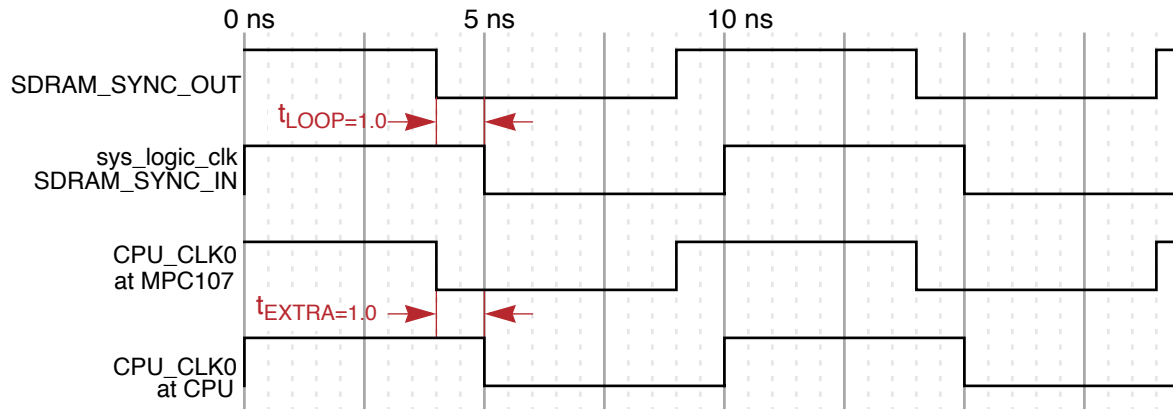 0 ns 5 ns 10 ns
SDRAM_SYNC_OUT
tLOOP=1.0
sys_logic_clk
SDRAM_SYNC_IN
CPU_CLK0
at MPC107
tEXTRA=1.0
CPU_CLK0
at CPU